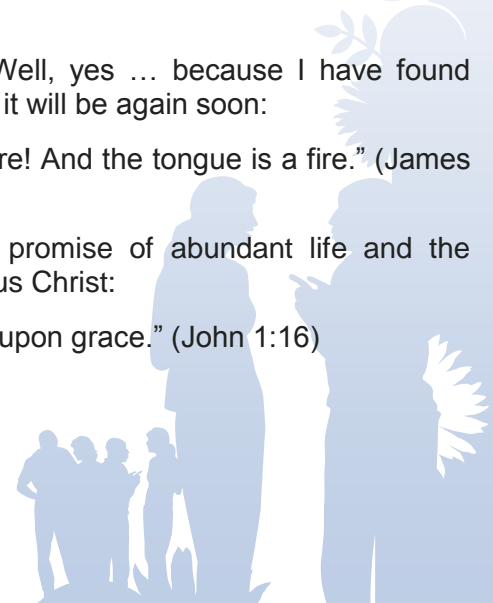 Well, yes … because I have found
it will be again soon:
re! And the tongue is a fire.” (James
promise of abundant life and the
us Christ:
upon grace.” (John 1:16)